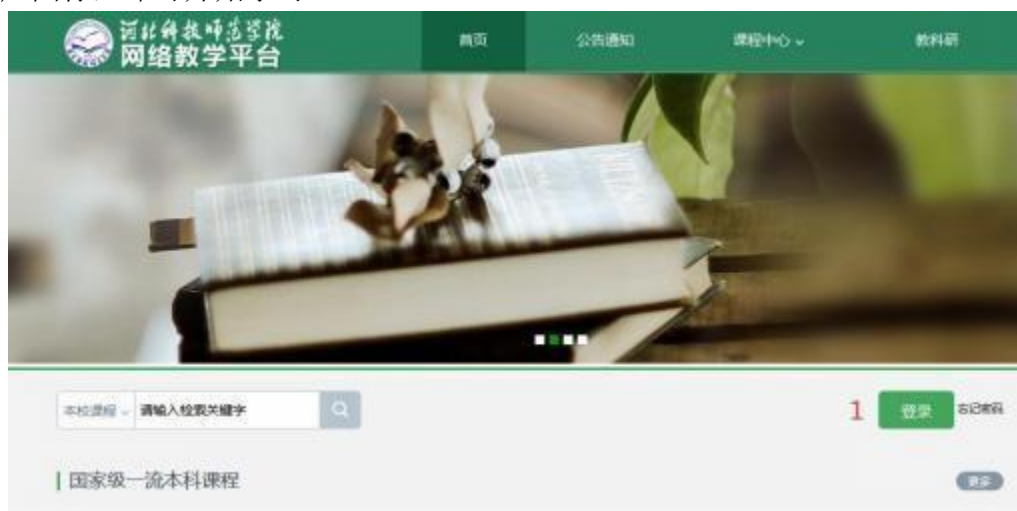 河北科技师范学院
网络教学平台
首页
公告通知
课程中心
教科研
本校课程
请输入检索关键字
1
登录
忘记密码
国家级一流本科课程
更多